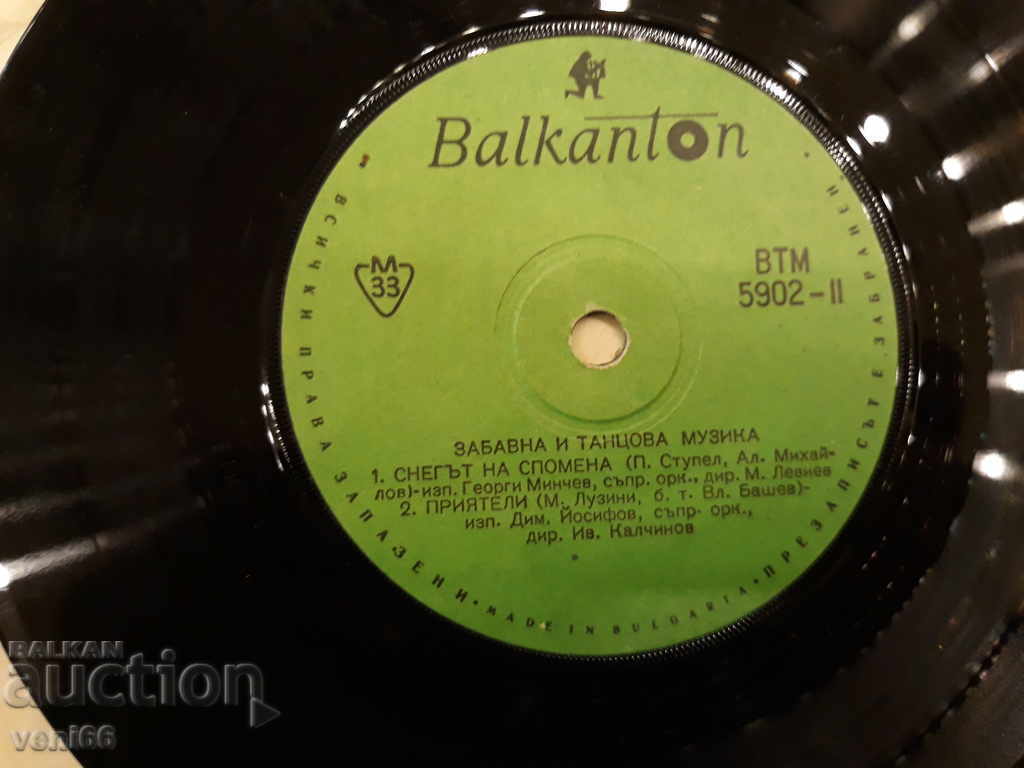 Balkanton
М
33
ВТМ
5902-II
ЗАБАВНА И ТАНЦОВА МУЗИКА
1. СНЕГЪТ НА СПОМЕНА (П. Ступел, Ал. Михай-
лов)-изп. Георги Минчев, съпр. орк., дир. М. Левиев
2. ПРИЯТЕЛИ (М. Лузини, б. т. Вл. Башев)-
изп. Дим. Йосифов, съпр. орк.,
дир. Ив. Калчинов
ВСИЧКИ ПРАВА ЗАПАЗЕНИ • MADE IN BULGARIA • ПРЕЗАПИСЪТ Е ЗАБРАНЕН
BALKAN
auction
veni66